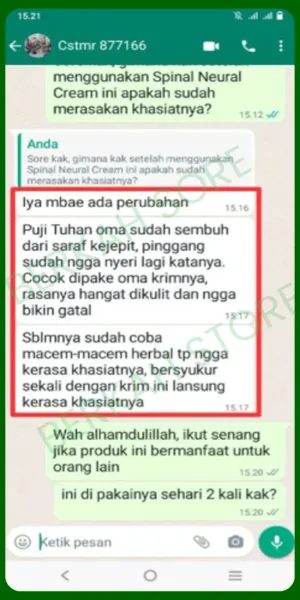 15.21
Cstmr 877166
menggunakan Spinal Neural
Cream ini apakah sudah
merasakan khasiatnya?
15.12
Anda
Sore kak, gimana kak setelah menggunakan
Spinal Neural Cream ini apakah sudah
merasakan khasiatnya?
Iya mbae ada perubahan
15.16
Puji Tuhan oma sudah sembuh
dari saraf kejepit, pinggang
sudah ngga nyeri lagi katanya.
Cocok dipake oma krimnya,
rasanya hangat dikulit dan ngga
bikin gatal
15.17
Sblmnya sudah coba
macem-macem herbal tp ngga
kerasa khasiatnya, bersyukur
sekali dengan krim ini lansung
kerasa khasiatnya
15.17
BERKAH STORE
BERKAH STORE
Wah alhamdulillah, ikut senang
jika produk ini bermanfaat untuk
orang lain
15.20
ini di pakainya sehari 2 kali kak?
15.20
Ketik pesan